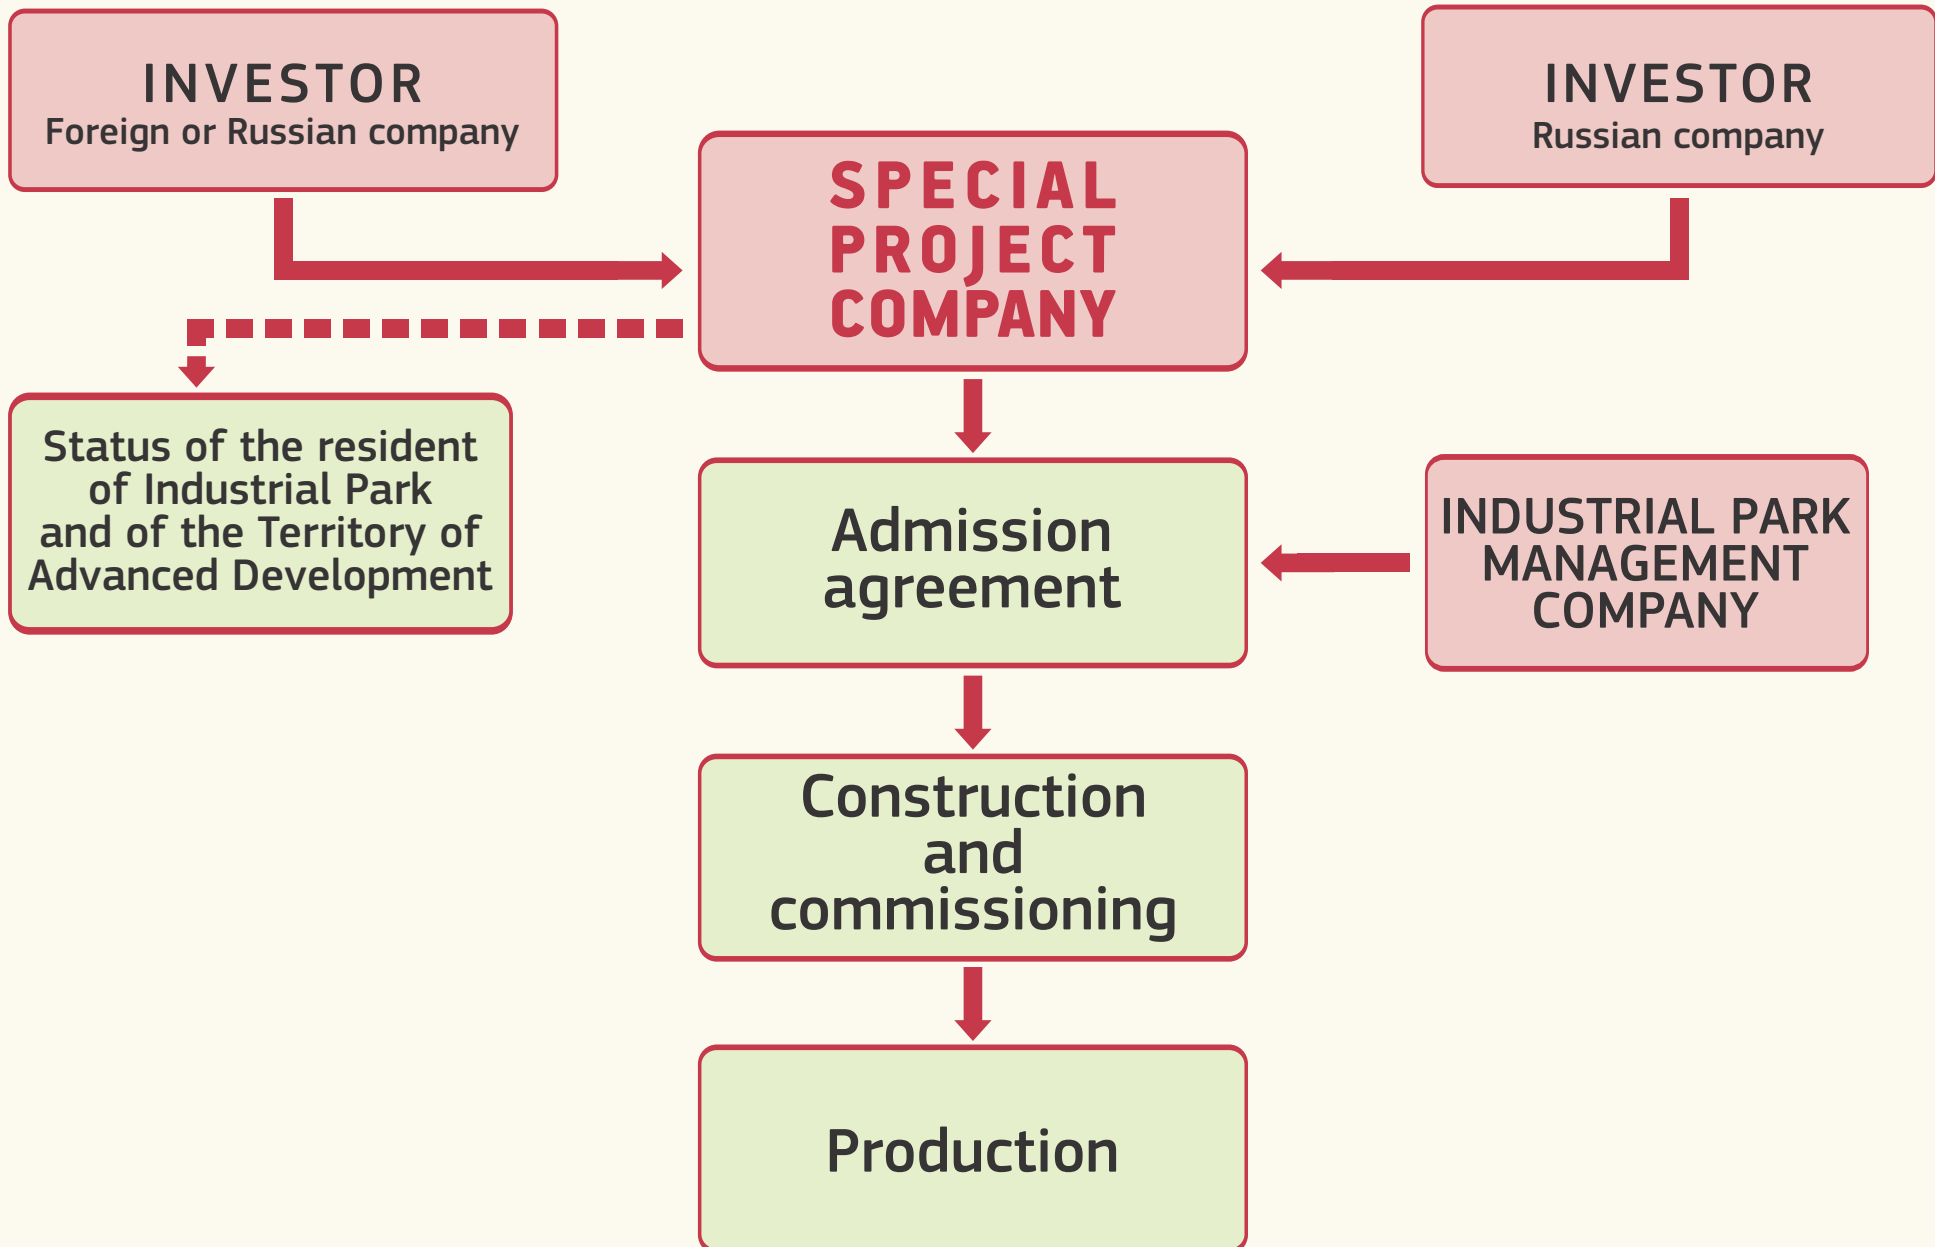 INVESTOR
Foreign or Russian company
INVESTOR
Russian company
SPECIAL
PROJECT
COMPANY
Status of the resident
of Industrial Park
and of the Territory of
Advanced Development
Admission
agreement
INDUSTRIAL PARK
MANAGEMENT
COMPANY
Construction
and
commissioning
Production